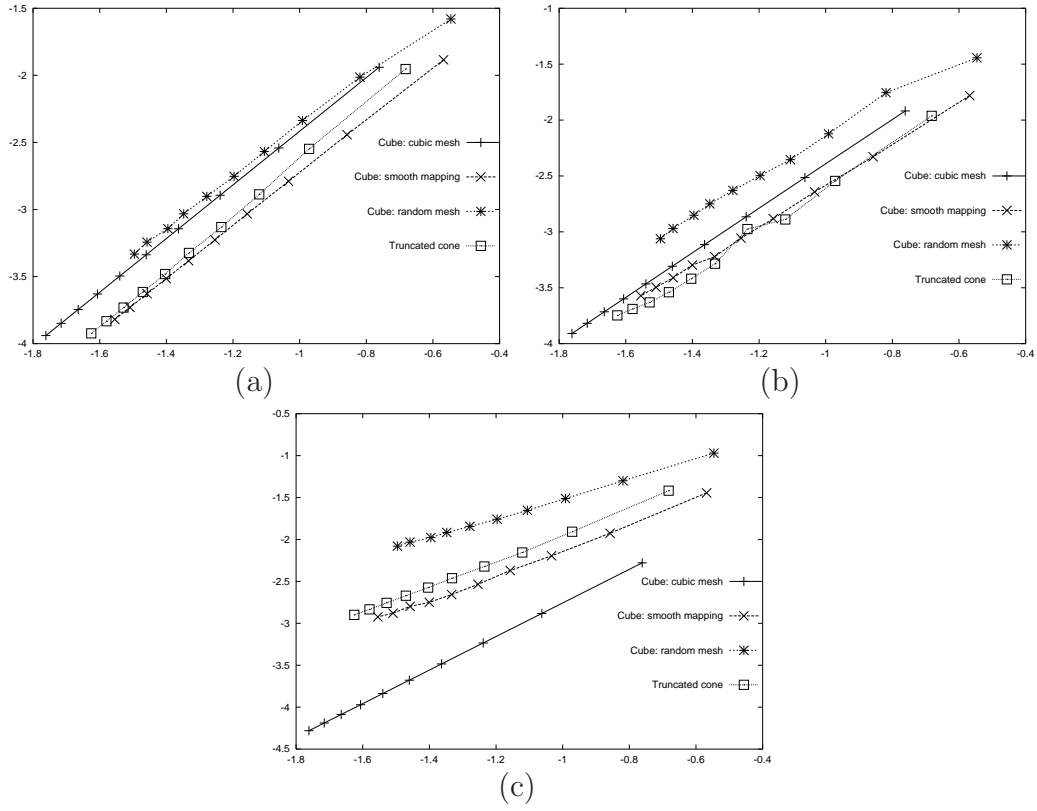 -1.5
-2
-2.5
-3
-3.5
-4
-1.8 -1.6 -1.4 -1.2 -1 -0.8 -0.6 -0.4
Cube: cubic mesh
Cube: smooth mapping
Cube: random mesh
Truncated cone
(a)
-1
-1.5
-2
-2.5
-3
-3.5
-4
-1.8 -1.6 -1.4 -1.2 -1 -0.8 -0.6 -0.4
Cube: cubic mesh
Cube: smooth mapping
Cube: random mesh
Truncated cone
(b)
-0.5
-1
-1.5
-2
-2.5
-3
-3.5
-4
-4.5
-1.8 -1.6 -1.4 -1.2 -1 -0.8 -0.6 -0.4
Cube: cubic mesh
Cube: smooth mapping
Cube: random mesh
Truncated cone
(c)